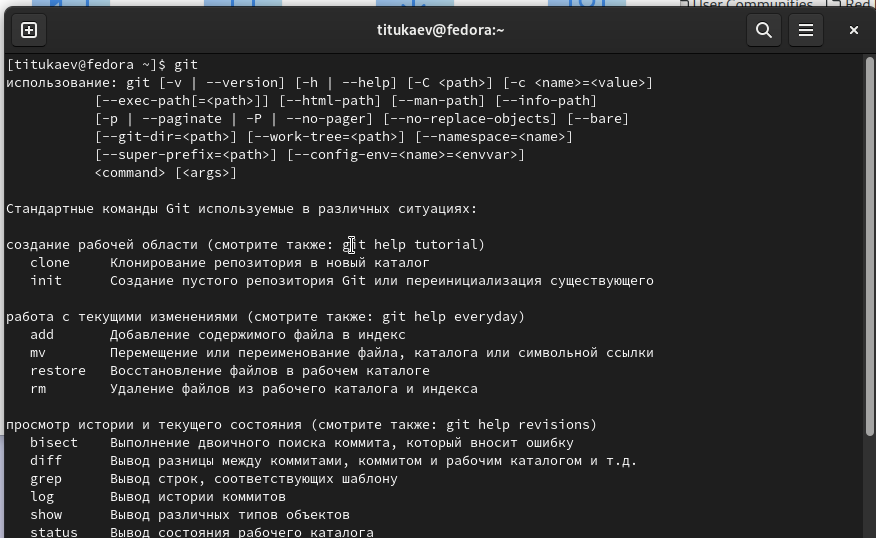 User Communities Red
titukaev@fedora:~
[titukaev@fedora ~]$ git
использование: git [-v | --version] [-h | --help] [-C <path>] [-c <name>=<value>]
[--exec-path[=<path>]] [--html-path] [--man-path] [--info-path]
[-p | --paginate | -P | --no-pager] [--no-replace-objects] [--bare]
[--git-dir=<path>] [--work-tree=<path>] [--namespace=<name>]
[--super-prefix=<path>] [--config-env=<name>=<envvar>]
<command> [<args>]
Стандартные команды Git используемые в различных ситуациях:
создание рабочей области (смотрите также: git help tutorial)
clone Клонирование репозитория в новый каталог
init Создание пустого репозитория Git или переинициализация существующего
работа с текущими изменениями (смотрите также: git help everyday)
add Добавление содержимого файла в индекс
mv Перемещение или переименование файла, каталога или символьной ссылки
restore Восстановление файлов в рабочем каталоге
rm Удаление файлов из рабочего каталога и индекса
просмотр истории и текущего состояния (смотрите также: git help revisions)
bisect Выполнение двоичного поиска коммита, который вносит ошибку
diff Вывод разницы между коммитами, коммитом и рабочим каталогом и т.д.
grep Вывод строк, соответствующих шаблону
log Вывод истории коммитов
show Вывод различных типов объектов
status Вывод состояния рабочего каталога